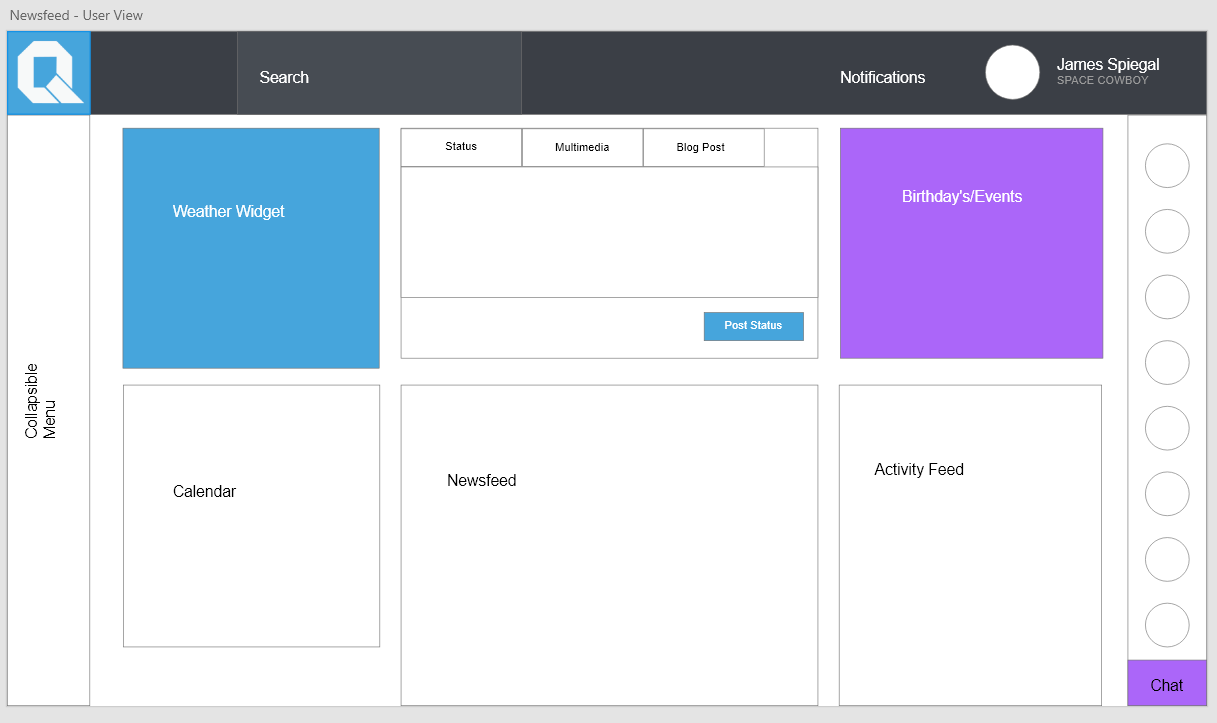 Newsfeed - User View
Search
Notifications
James Spiegal
SPACE COWBOY
Collapsible
Menu
Weather Widget
Status
Multimedia
Blog Post
Post Status
Birthday's/Events
Calendar
Newsfeed
Activity Feed
Chat